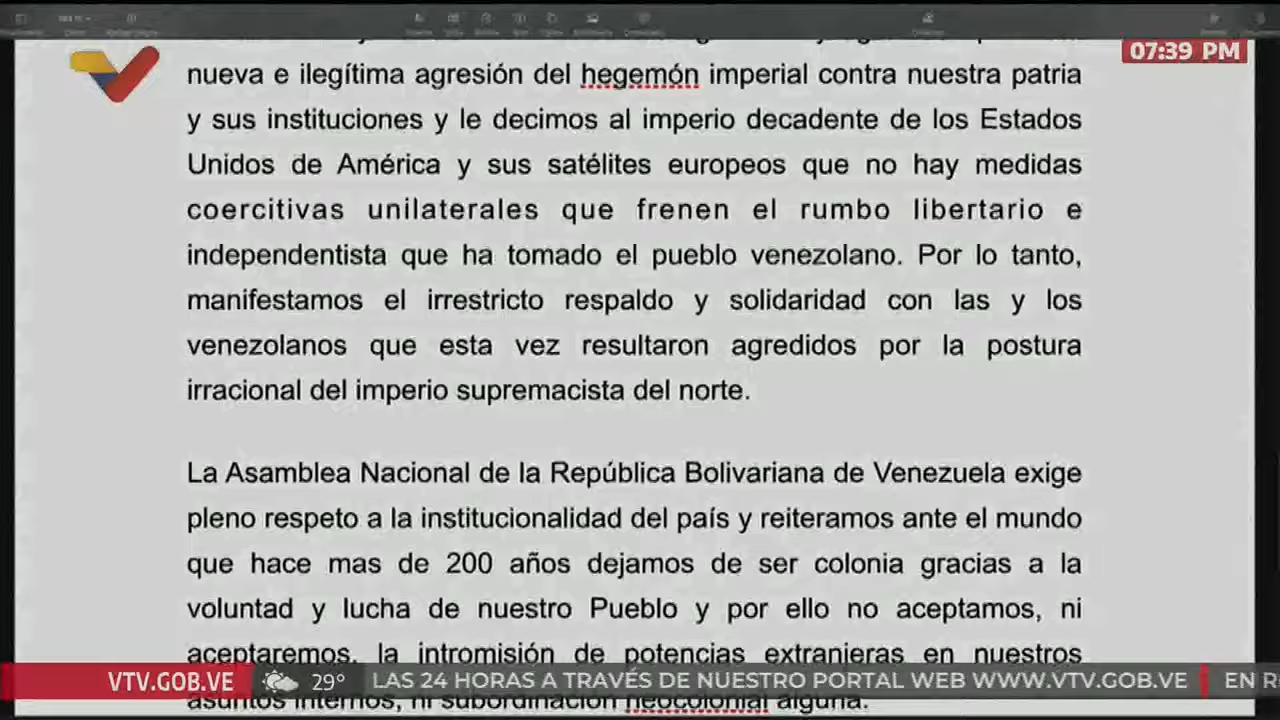 07:39 PM
nueva e ilegítima agresión del hegemón imperial contra nuestra patria
y sus instituciones y le decimos al imperio decadente de los Estados
Unidos de América y sus satélites europeos que no hay medidas
coercitivas unilaterales que frenen el rumbo libertario e
independentista que ha tomado el pueblo venezolano. Por lo tanto,
manifestamos el irrestricto respaldo y solidaridad con las y los
venezolanos que esta vez resultaron agredidos por la postura
irracional del imperio supremacista del norte.
La Asamblea Nacional de la República Bolivariana de Venezuela exige
pleno respeto a la institucionalidad del país y reiteramos ante el mundo
que hace mas de 200 años dejamos de ser colonia gracias a la
voluntad y lucha de nuestro Pueblo y por ello no aceptamos, ni
aceptaremos, la intromisión de potencias extranjeras en nuestros
asuntos internos, ni subordinación neocolonial alguna.
VTV.GOB.VE 29° LAS 24 HORAS A TRAVÉS DE NUESTRO PORTAL WEB WWW.VTV.GOB.VE EN